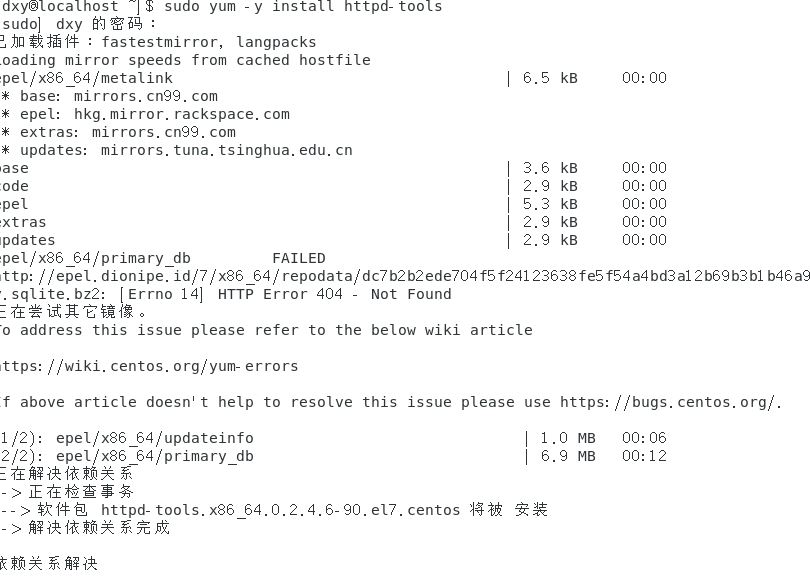 dxy@localhost ~]$ sudo yum -y install httpd-tools
sudo] dxy 的密码：
已加载插件：fastestmirror, langpacks
Loading mirror speeds from cached hostfile
epel/x86_64/metalink | 6.5 kB 00:00
* base: mirrors.cn99.com
* epel: hkg.mirror.rackspace.com
* extras: mirrors.cn99.com
* updates: mirrors.tuna.tsinghua.edu.cn
base | 3.6 kB 00:00
code | 2.9 kB 00:00
epel | 5.3 kB 00:00
extras | 2.9 kB 00:00
updates | 2.9 kB 00:00
epel/x86_64/primary_db FAILED
http://epel.dionipe.id/7/x86_64/repodata/dc7b2b2ede704f5f24123638fe5f54a4bd3a12b69b3b1b46a9
y.sqlite.bz2: [Errno 14] HTTP Error 404 - Not Found
正在尝试其它镜像。
To address this issue please refer to the below wiki article
https://wiki.centos.org/yum-errors
If above article doesn't help to resolve this issue please use https://bugs.centos.org/.
1/2): epel/x86_64/updateinfo | 1.0 MB 00:06
2/2): epel/x86_64/primary_db | 6.9 MB 00:12
正在解决依赖关系
--> 正在检查事务
---> 软件包 httpd-tools.x86_64.0.2.4.6-90.el7.centos 将被 安装
--> 解决依赖关系完成
依赖关系解决